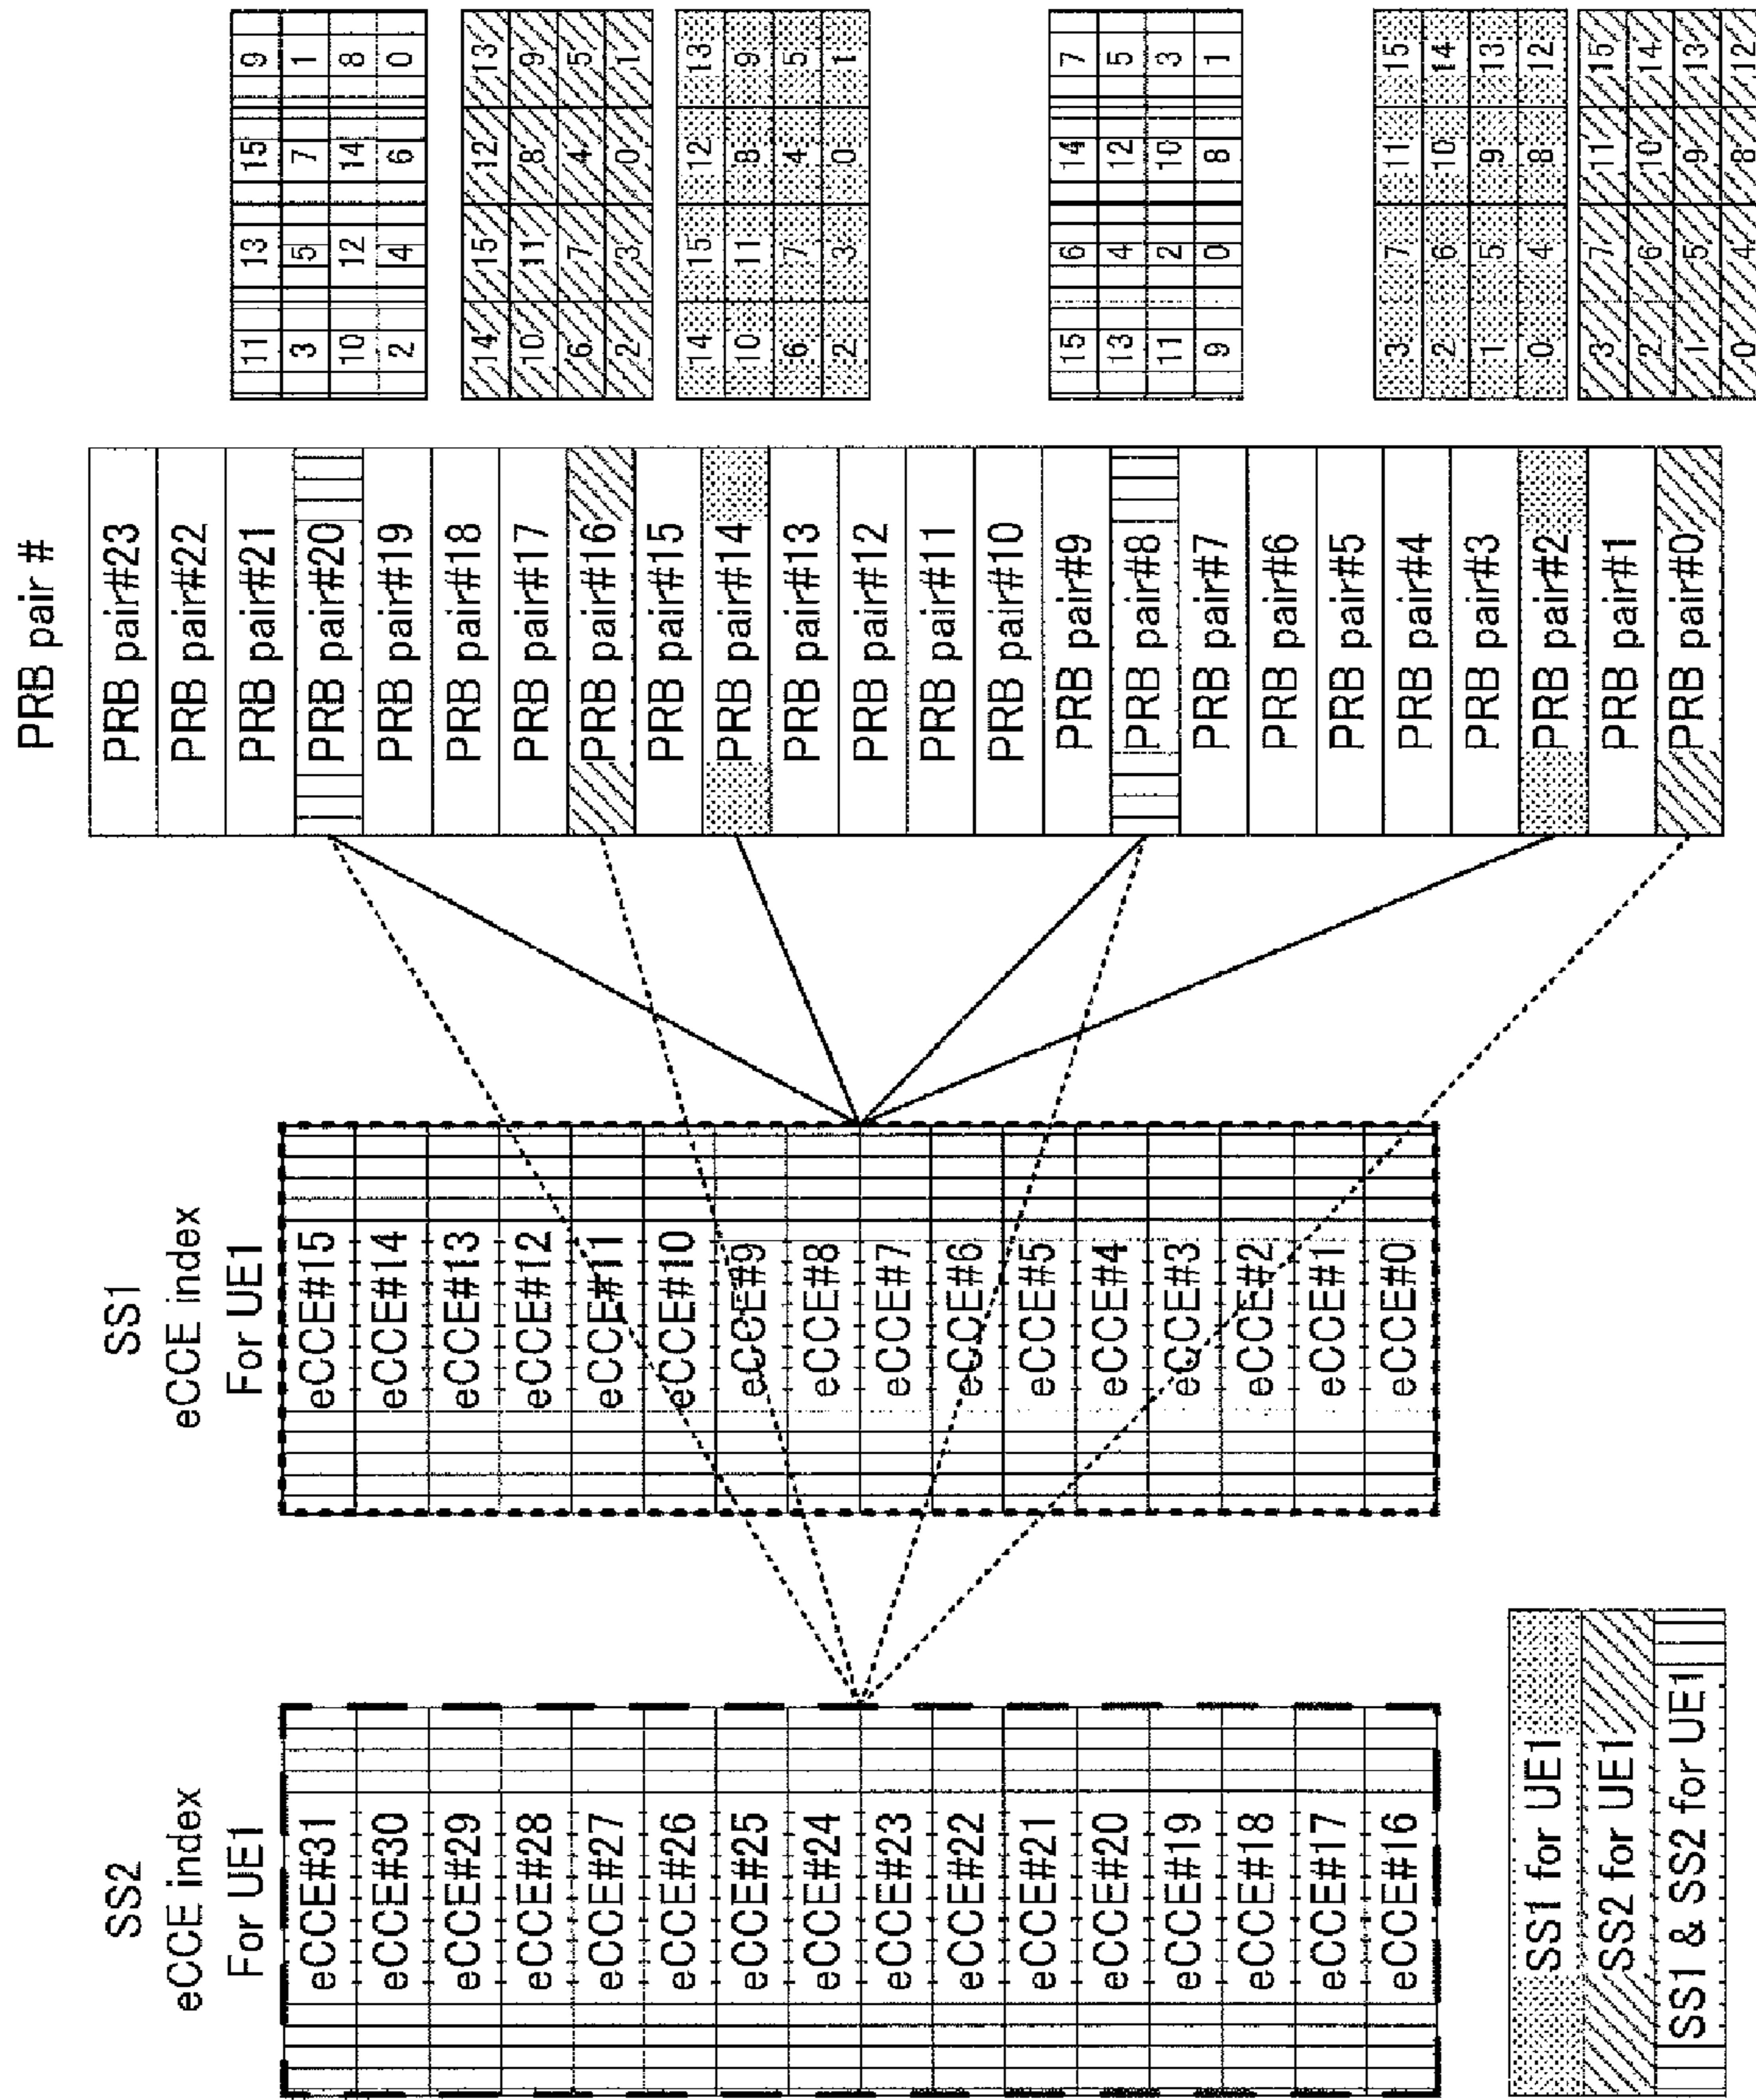 PRB pair #
PRB pair#23
PRB pair#22
PRB pair#21
PRB pair#20
PRB pair#19
PRB pair#18
PRB pair#17
PRB pair#16
PRB pair#15
PRB pair#14
PRB pair#13
PRB pair#12
PRB pair#11
PRB pair#10
PRB pair#9
PRB pair#8
PRB pair#7
PRB pair#6
PRB pair#5
PRB pair#4
PRB pair#3
PRB pair#2
PRB pair#1
PRB pair#0
11 13 15 9
3 5 7 1
10 12 14 8
2 4 6 0
14 15 12 13
10 11 8 9
6 7 4 5
2 3 0 1
14 15 12 13
10 11 8 9
6 7 4 5
2 3 0 1
15 6 14 7
13 4 12 5
11 2 10 3
9 0 8 1
3 7 11 15
2 6 10 14
1 5 9 13
0 4 8 12
3 7 11 15
2 6 10 14
1 5 9 13
0 4 8 12
SS1
eCCE index
For UE1
eCCE#15
eCCE#14
eCCE#13
eCCE#12
eCCE#11
eCCE#10
eCCE#9
eCCE#8
eCCE#7
eCCE#6
eCCE#5
eCCE#4
eCCE#3
eCCE#2
eCCE#1
eCCE#0
SS2
eCCE index
For UE1
eCCE#31
eCCE#30
eCCE#29
eCCE#28
eCCE#27
eCCE#26
eCCE#25
eCCE#24
eCCE#23
eCCE#22
eCCE#21
eCCE#20
eCCE#19
eCCE#18
eCCE#17
eCCE#16
SS1 for UE1
SS2 for UE1
SS1 & SS2 for UE1